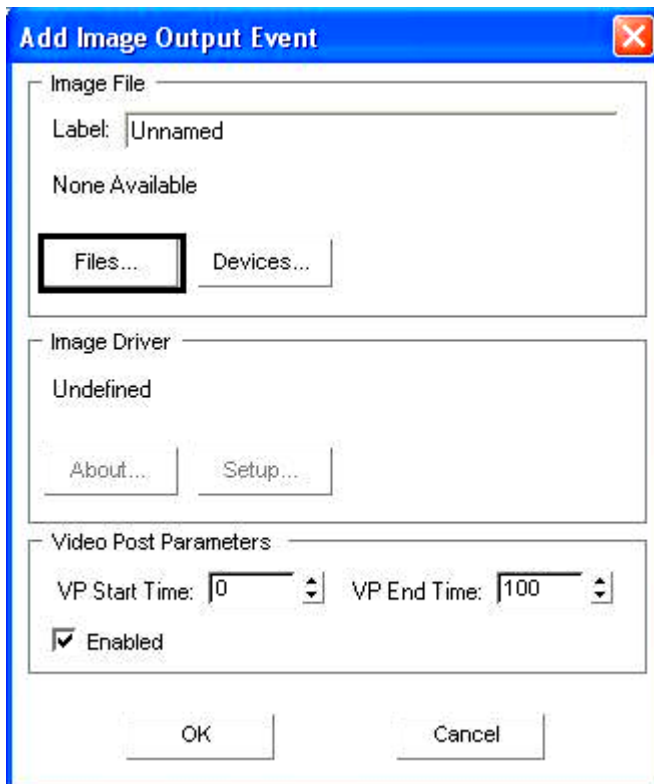 Add Image Output Event
Image File
Label: Unnamed
None Available
Files... Devices...
Image Driver
Undefined
About... Setup...
Video Post Parameters
VP Start Time: 0 VP End Time: 100
Enabled
OK Cancel